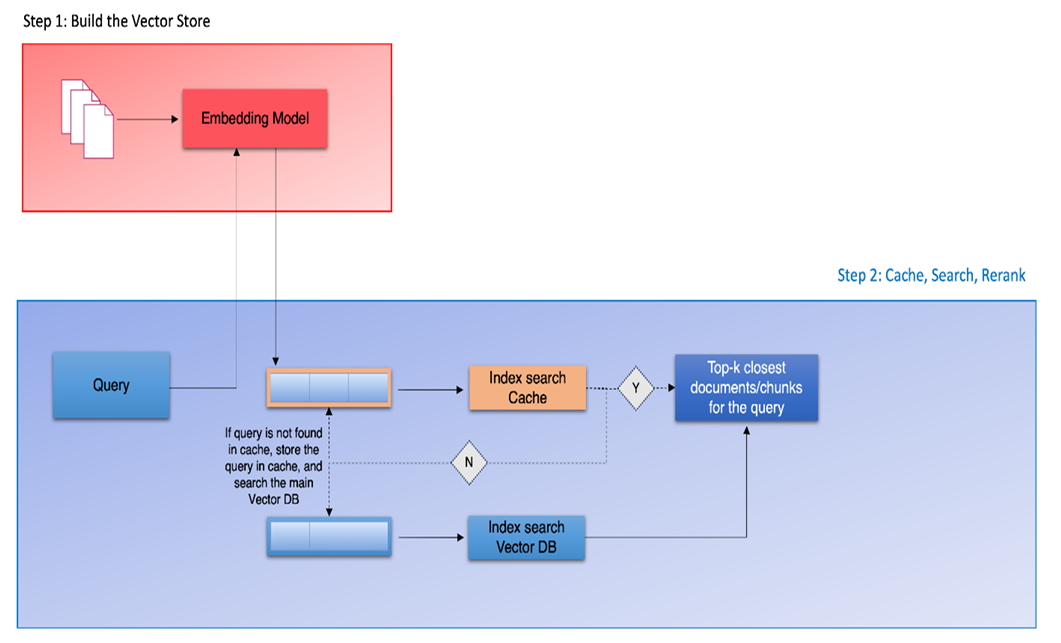 Step 1: Build the Vector Store
Embedding Model
Step 2: Cache, Search, Rerank
Query
Index search
Cache
Y
Top-k closest
documents/chunks
for the query
If query is not found
in cache, store the
query in cache, and
search the main
Vector DB
N
Index search
Vector DB